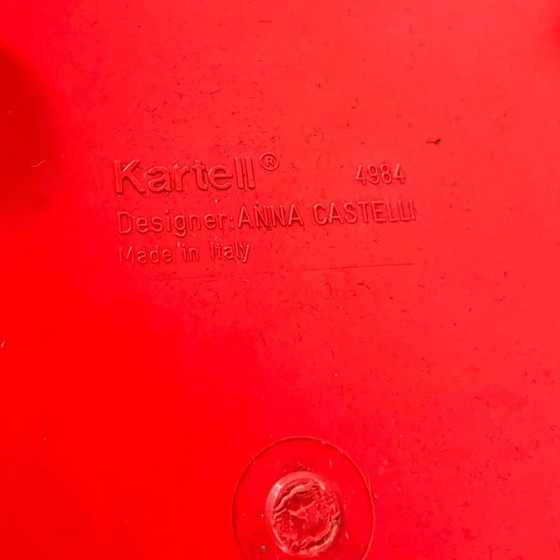 Kartell® 4984
Designer: ANNA CASTELLI
Made in Italy